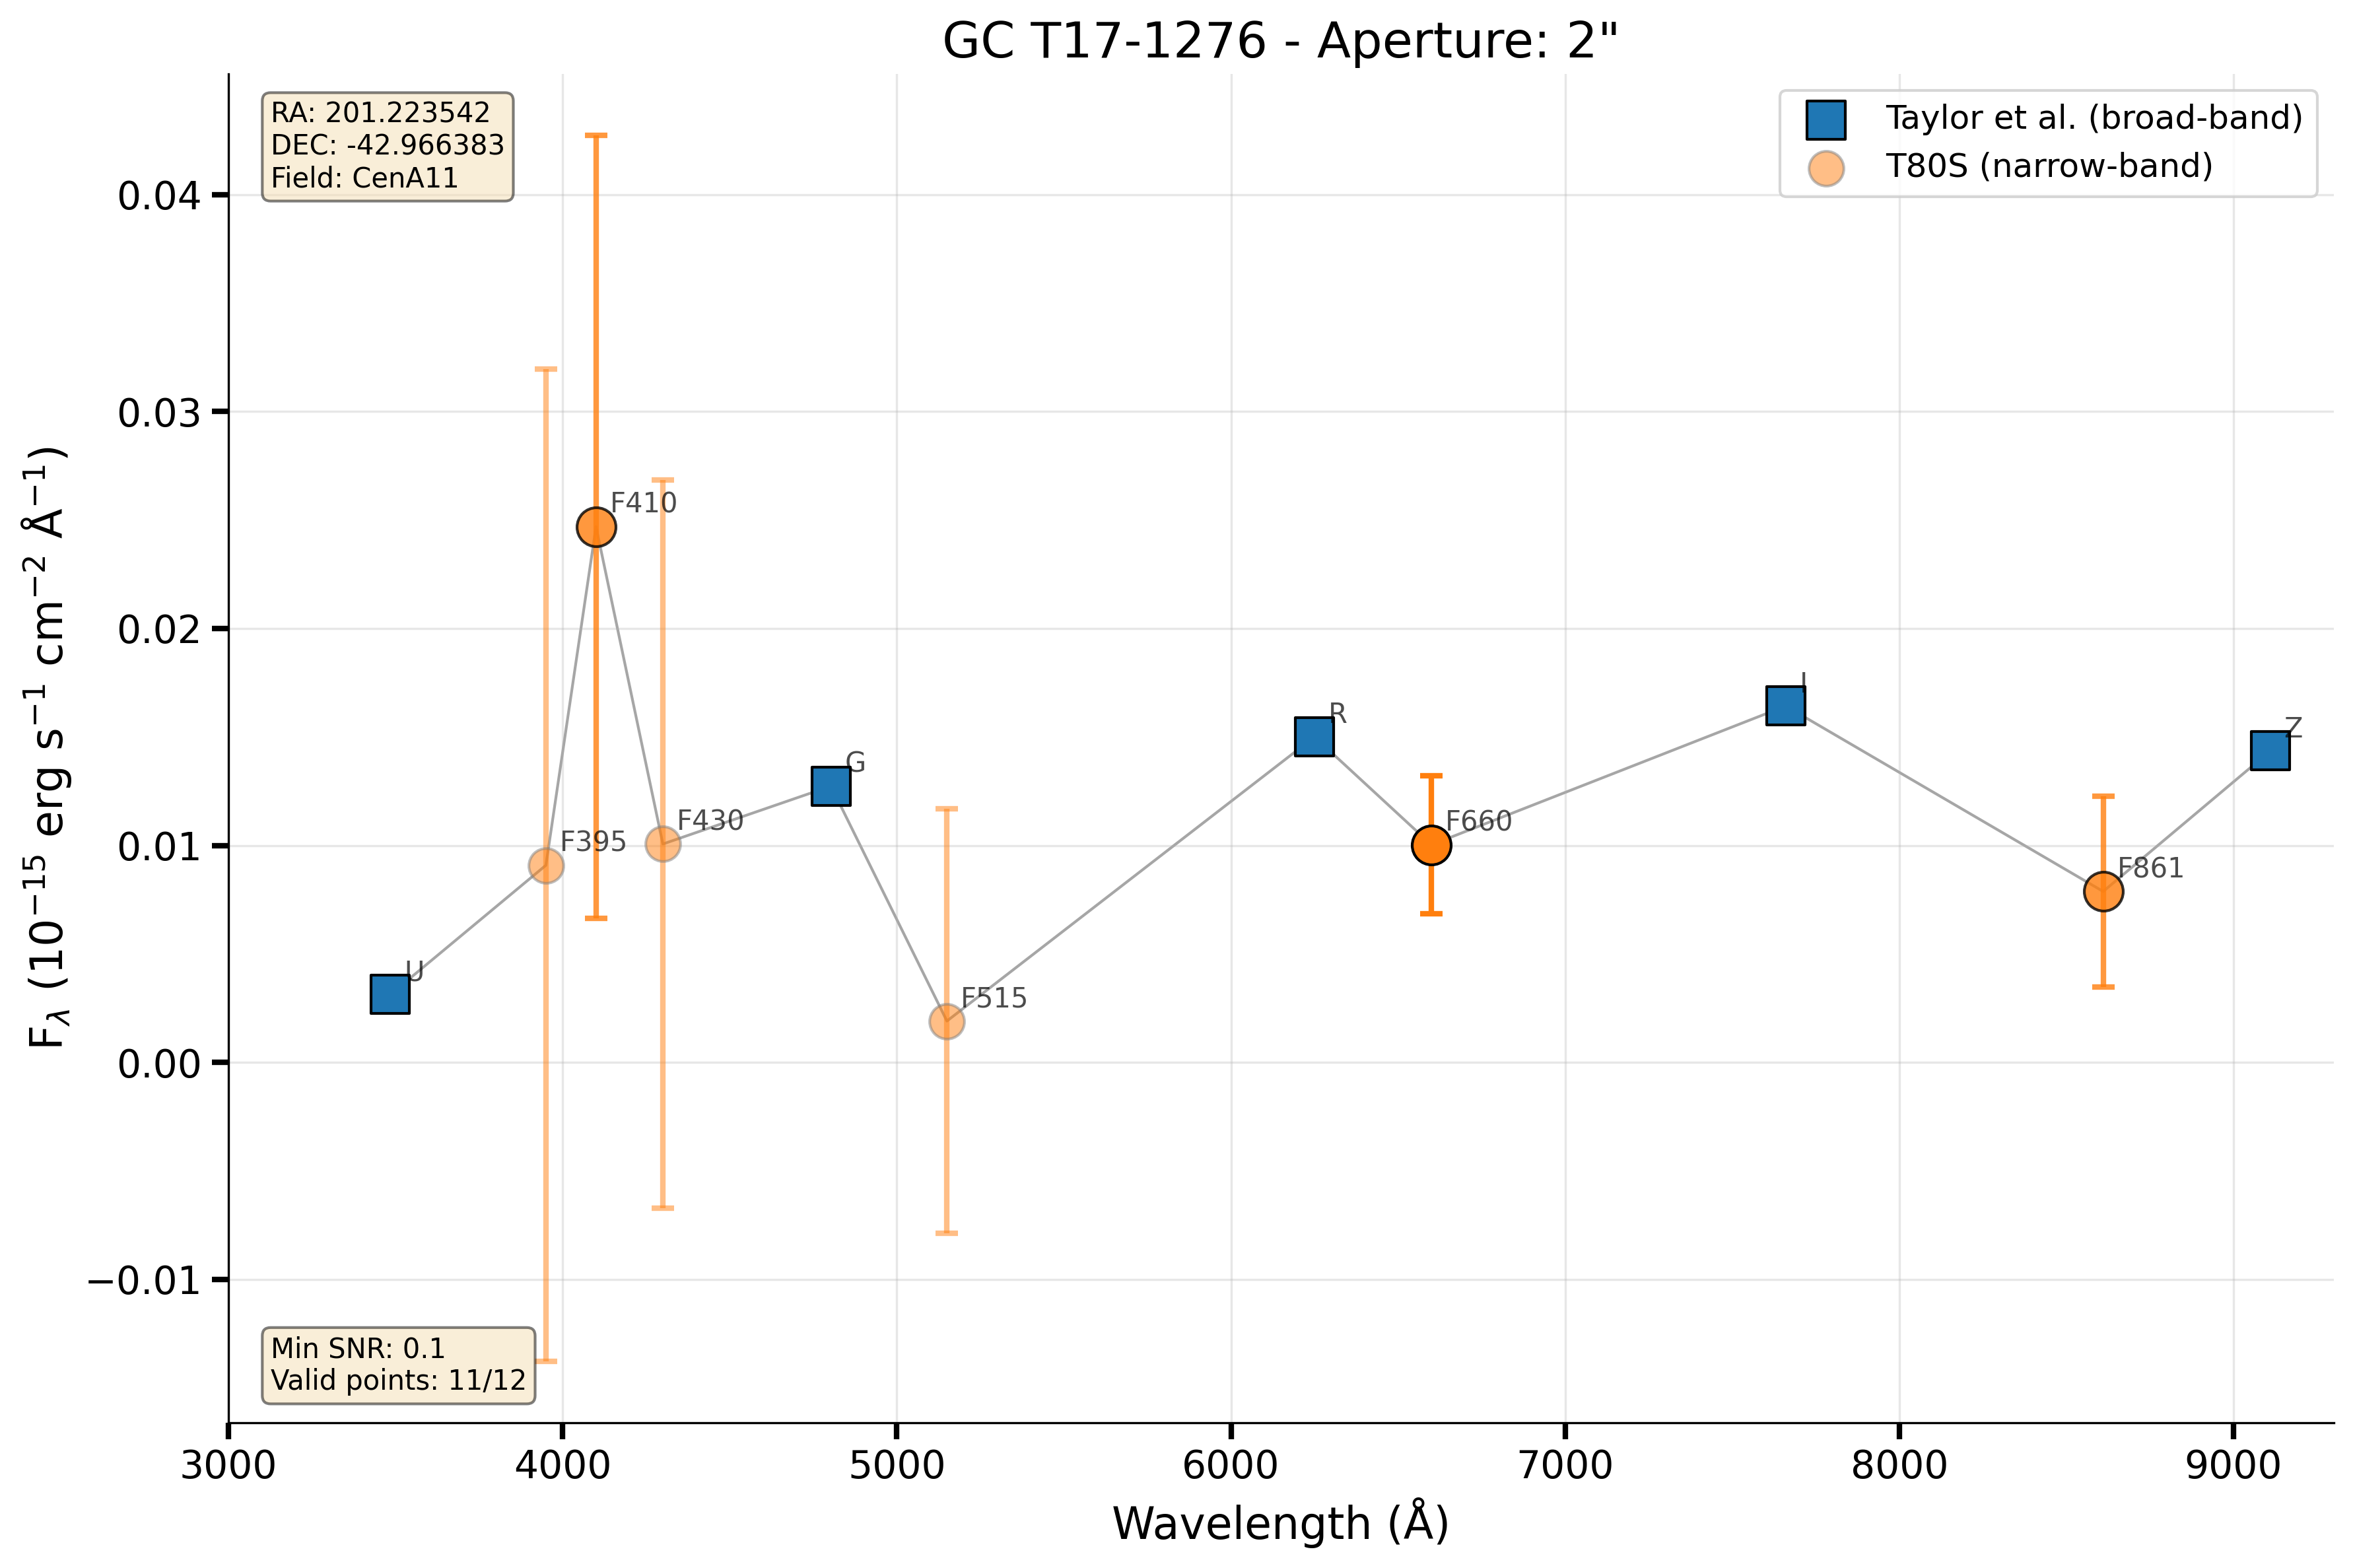 GC T17-1276 - Aperture: 2"
RA: 201.223542
DEC: -42.966383
Field: CenA11
Taylor et al. (broad-band)
T80S (narrow-band)
0.04
0.03
0.02
0.01
0.00
−0.01
F_λ (10⁻¹⁵ erg s⁻¹ cm⁻² Å⁻¹)
U
F395
F410
F430
G
F515
R
F660
I
F861
Z
Min SNR: 0.1
Valid points: 11/12
3000 4000 5000 6000 7000 8000 9000
Wavelength (Å)